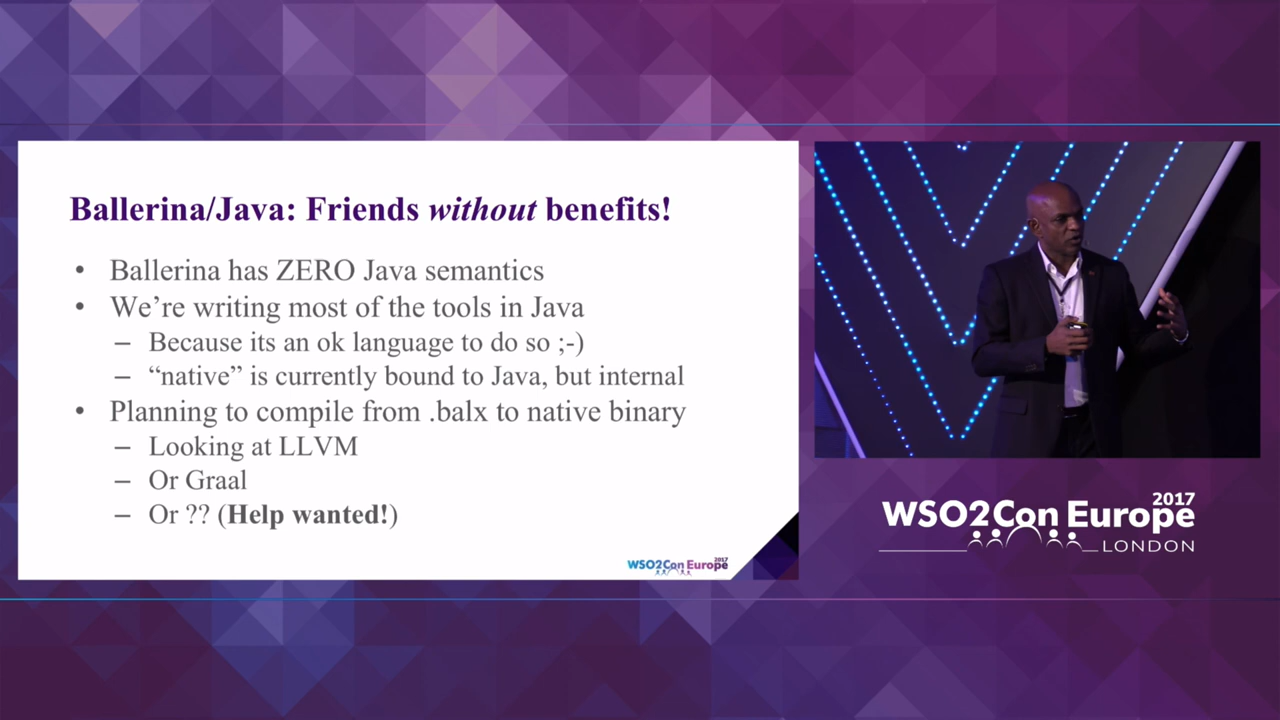 Ballerina/Java: Friends without benefits!
• Ballerina has ZERO Java semantics
• We’re writing most of the tools in Java
– Because its an ok language to do so ;-)
– “native” is currently bound to Java, but internal
• Planning to compile from .balx to native binary
– Looking at LLVM
– Or Graal
– Or ?? (Help wanted!)
WSO2Con Europe 2017
2017
WSO2Con Europe
LONDON